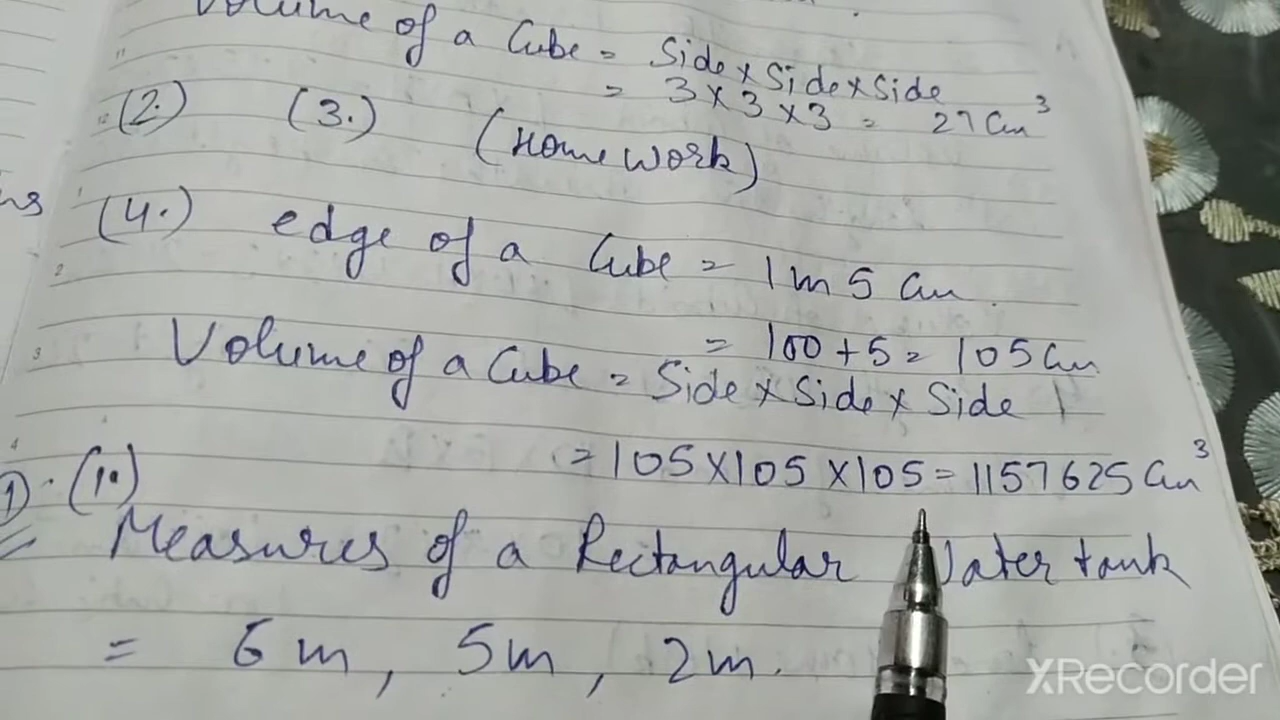 Volume of a Cube = Side × Side × Side
= 3 × 3 × 3 = 27 Cm³
(2.) (3.) (Home Work)
(4.) edge of a Cube = 1 m 5 Cm.
= 100 + 5 = 105 Cm
Volume of a Cube = Side × Side × Side
= 105 × 105 × 105 = 1157625 Cm³
(1.)
Measures of a Rectangular Water tank
= 6 m, 5 m, 2 m.
XRecorder